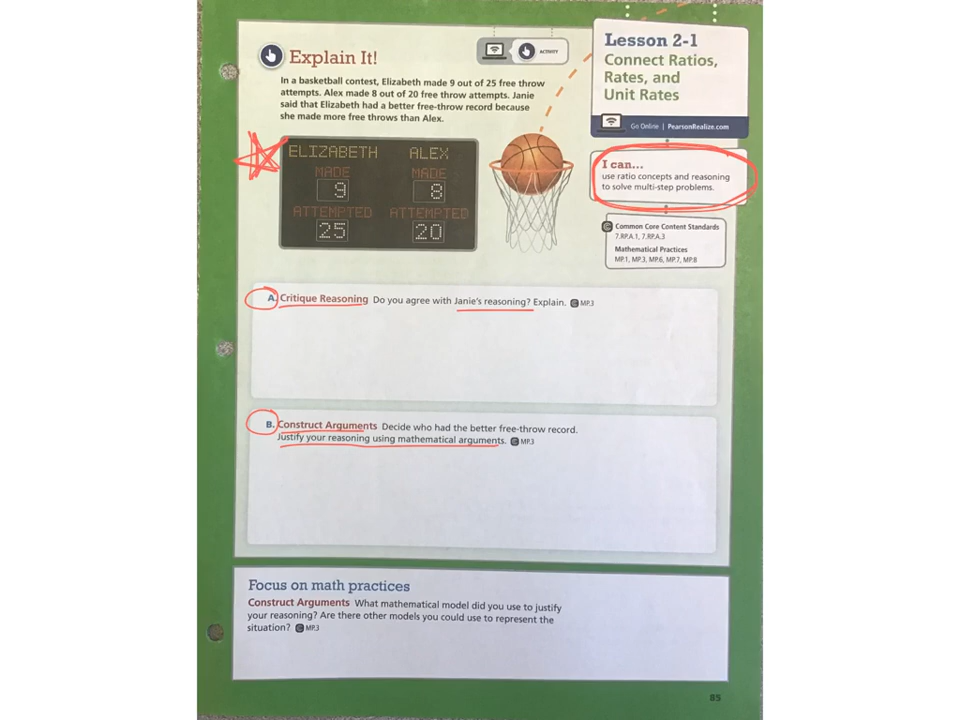 Explain It!
ACTIVITY
In a basketball contest, Elizabeth made 9 out of 25 free throw
attempts. Alex made 8 out of 20 free throw attempts. Janie
said that Elizabeth had a better free-throw record because
she made more free throws than Alex.
ELIZABETH ALEX
MADE MADE
9 8
ATTEMPTED ATTEMPTED
25 20
Lesson 2-1
Connect Ratios,
Rates, and
Unit Rates
Go Online | PearsonRealize.com
I can...
use ratio concepts and reasoning
to solve multi-step problems.
C Common Core Content Standards
7.RP.A.1, 7.RP.A.3
Mathematical Practices
MP.1, MP.3, MP.6, MP.7, MP.8
A. Critique Reasoning Do you agree with Janie's reasoning? Explain. C MP.3
B. Construct Arguments Decide who had the better free-throw record.
Justify your reasoning using mathematical arguments. C MP.3
Focus on math practices
Construct Arguments What mathematical model did you use to justify
your reasoning? Are there other models you could use to represent the
situation? C MP.3
85